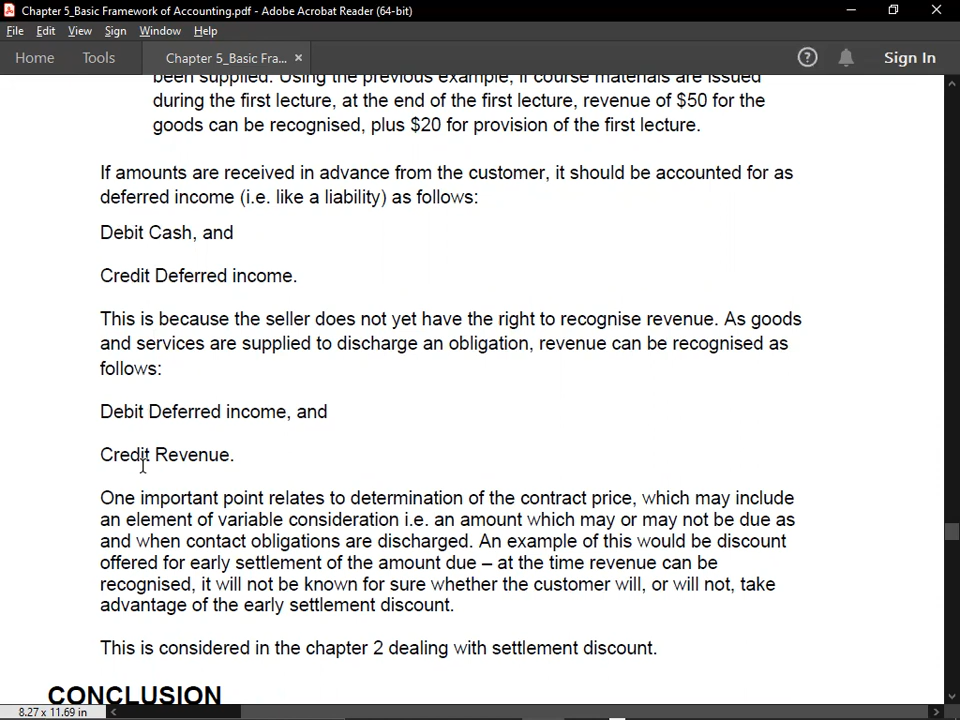 Chapter 5_Basic Framework of Accounting.pdf - Adobe Acrobat Reader (64-bit)
File Edit View Sign Window Help
Home Tools Chapter 5_Basic Fra... × ? Sign In
been supplied. Using the previous example, if course materials are issued
during the first lecture, at the end of the first lecture, revenue of $50 for the
goods can be recognised, plus $20 for provision of the first lecture.
If amounts are received in advance from the customer, it should be accounted for as
deferred income (i.e. like a liability) as follows:
Debit Cash, and
Credit Deferred income.
This is because the seller does not yet have the right to recognise revenue. As goods
and services are supplied to discharge an obligation, revenue can be recognised as
follows:
Debit Deferred income, and
Credit Revenue.
One important point relates to determination of the contract price, which may include
an element of variable consideration i.e. an amount which may or may not be due as
and when contact obligations are discharged. An example of this would be discount
offered for early settlement of the amount due – at the time revenue can be
recognised, it will not be known for sure whether the customer will, or will not, take
advantage of the early settlement discount.
This is considered in the chapter 2 dealing with settlement discount.
CONCLUSION
8.27 x 11.69 in